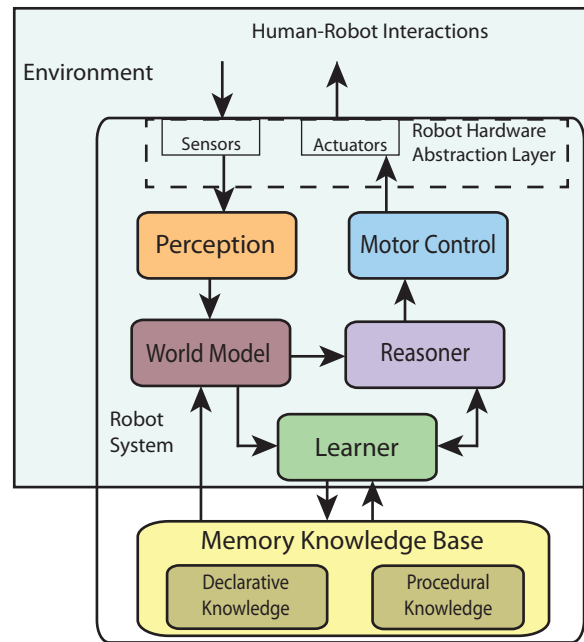 Human-Robot Interactions
Environment
Sensors
Actuators
Robot Hardware
Abstraction Layer
Perception
Motor Control
World Model
Reasoner
Robot
System
Learner
Memory Knowledge Base
Declarative
Knowledge
Procedural
Knowledge